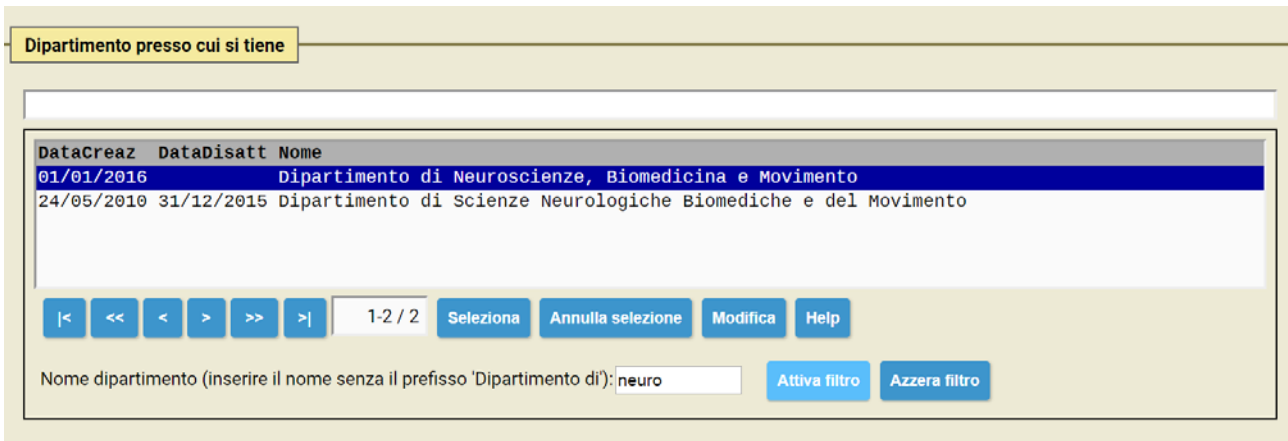 Dipartimento presso cui si tiene
DataCreaz DataDisatt Nome
01/01/2016 Dipartimento di Neuroscienze, Biomedicina e Movimento
24/05/2010 31/12/2015 Dipartimento di Scienze Neurologiche Biomediche e del Movimento
|< << < > >> >| 1-2 / 2 Seleziona Annulla selezione Modifica Help
Nome dipartimento (inserire il nome senza il prefisso 'Dipartimento di'): neuro Attiva filtro Azzera filtro